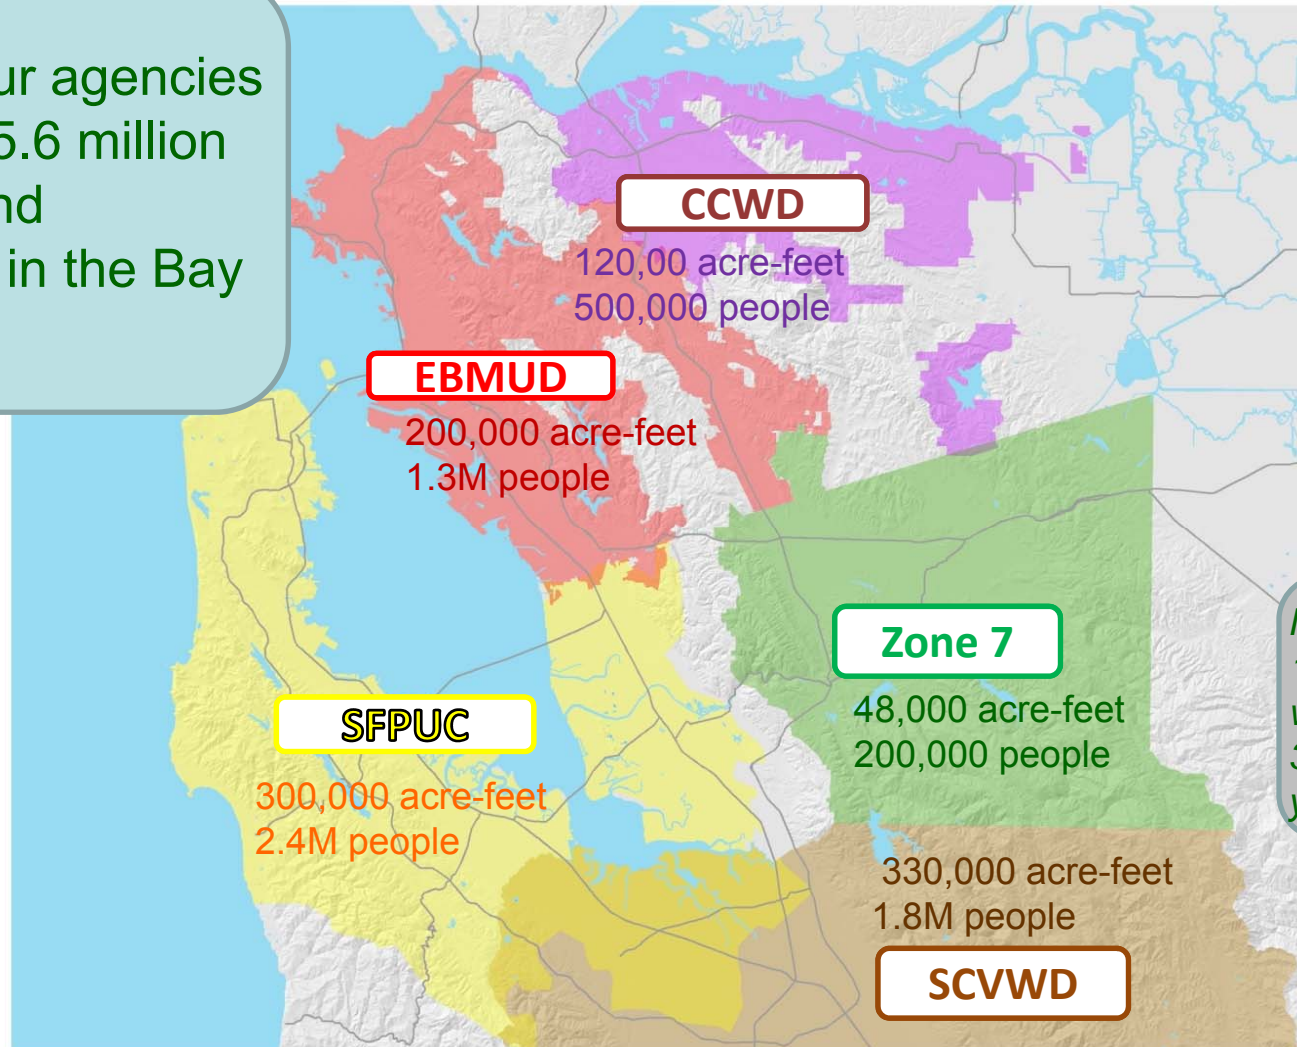 ur agencies
5.6 million
nd
in the Bay
CCWD
120,00 acre-feet
500,000 people
EBMUD
200,000 acre-feet
1.3M people
Zone 7
48,000 acre-feet
200,000 people
SFPUC
300,000 acre-feet
2.4M people
330,000 acre-feet
1.8M people
SCVWD